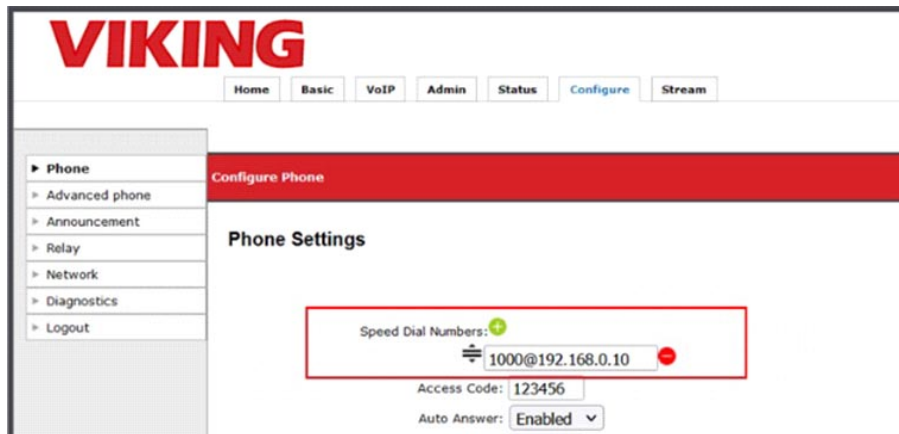 VIKING
Home Basic VoIP Admin Status Configure Stream
Phone
Advanced phone
Announcement
Relay
Network
Diagnostics
Logout
Configure Phone
Phone Settings
Speed Dial Numbers:
1000@192.168.0.10
Access Code: 123456
Auto Answer: Enabled